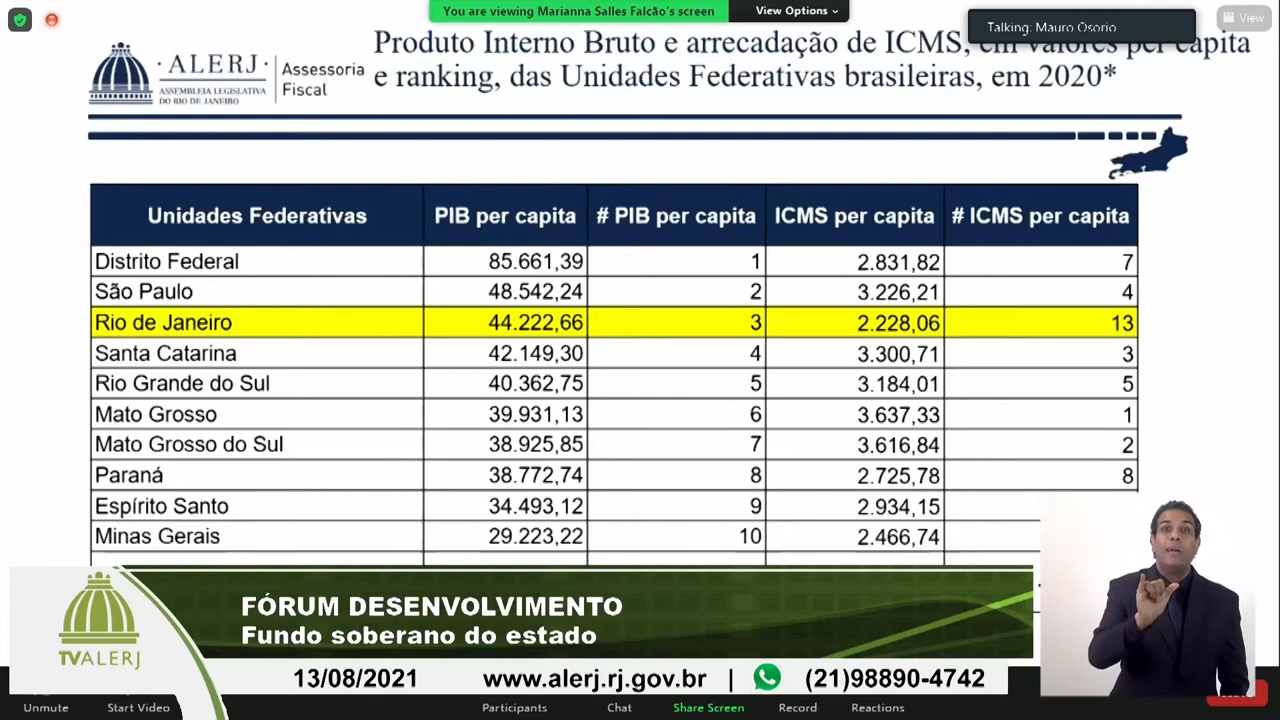 You are viewing Marianna Salles Falcão's screen
View Options
Talking: Mauro Osorio
View
Produto Interno Bruto e arrecadação de ICMS, em valores per capita
e ranking, das Unidades Federativas brasileiras, em 2020*
·ALERJ·
ASSEMBLEIA LEGISLATIVA
DO RIO DE JANEIRO
Assessoria
Fiscal
Unidades Federativas PIB per capita # PIB per capita ICMS per capita # ICMS per capita
Distrito Federal 85.661,39 1 2.831,82 7
São Paulo 48.542,24 2 3.226,21 4
Rio de Janeiro 44.222,66 3 2.228,06 13
Santa Catarina 42.149,30 4 3.300,71 3
Rio Grande do Sul 40.362,75 5 3.184,01 5
Mato Grosso 39.931,13 6 3.637,33 1
Mato Grosso do Sul 38.925,85 7 3.616,84 2
Paraná 38.772,74 8 2.725,78 8
Espírito Santo 34.493,12 9 2.934,15
Minas Gerais 29.223,22 10 2.466,74
FÓRUM DESENVOLVIMENTO
Fundo soberano do estado
TVALERJ
13/08/2021 www.alerj.rj.gov.br | (21)98890-4742
Unmute Start Video Participants Chat Share Screen Record Reactions